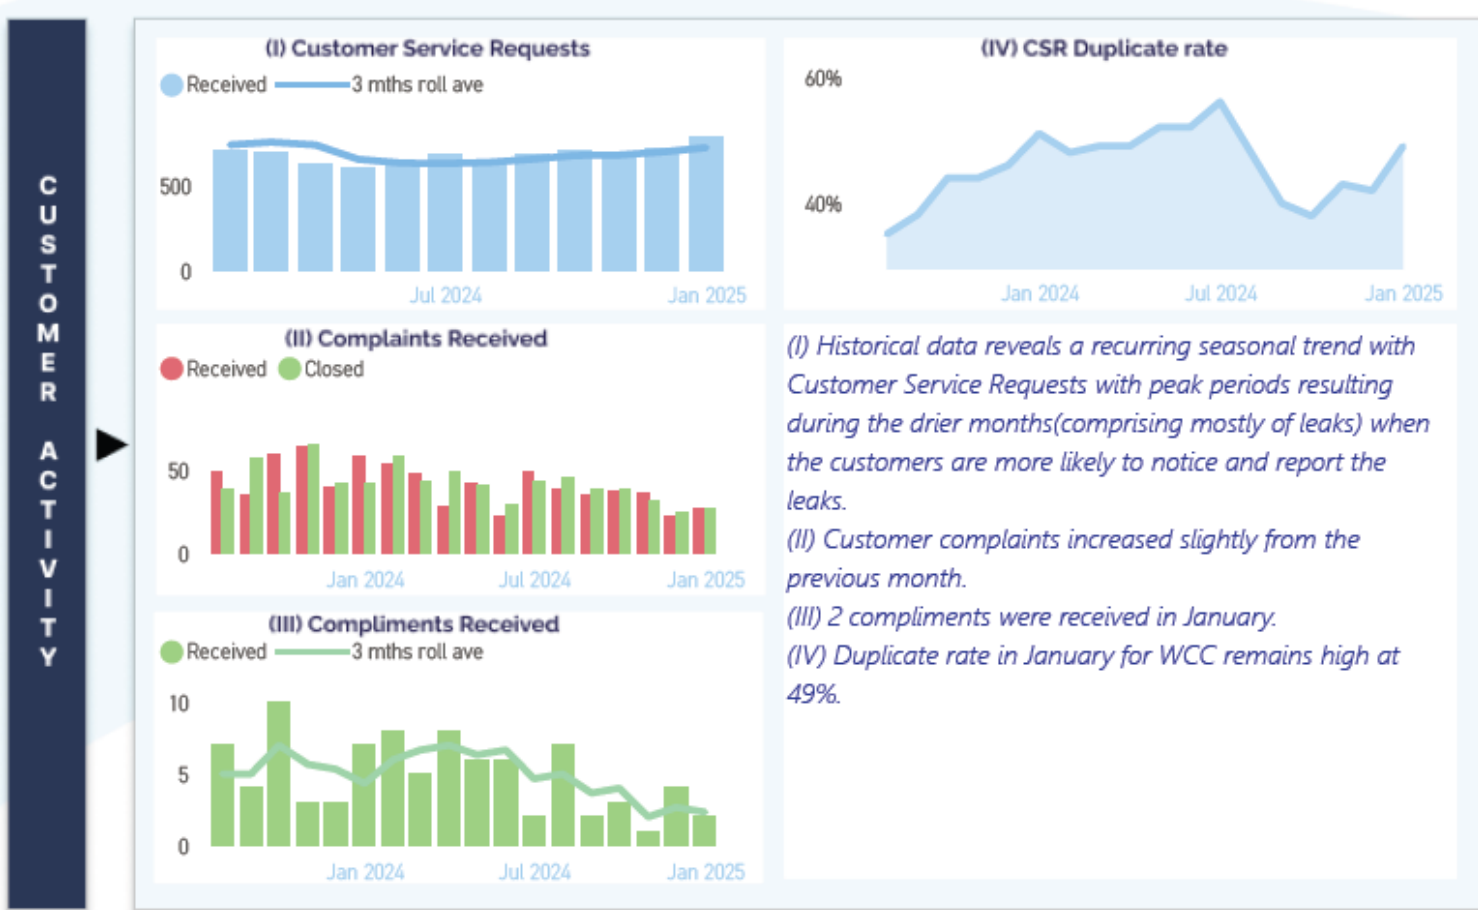 CUSTOMER ACTIVITY
(I) Customer Service Requests
Received 3 mths roll ave
500
0
Jul 2024 Jan 2025
(IV) CSR Duplicate rate
60%
40%
Jan 2024 Jul 2024 Jan 2025
(II) Complaints Received
Received Closed
50
0
Jan 2024 Jul 2024 Jan 2025
(III) Compliments Received
Received 3 mths roll ave
10
5
0
Jan 2024 Jul 2024 Jan 2025
(I) Historical data reveals a recurring seasonal trend with
Customer Service Requests with peak periods resulting
during the drier months(comprising mostly of leaks) when
the customers are more likely to notice and report the
leaks.
(II) Customer complaints increased slightly from the
previous month.
(III) 2 compliments were received in January.
(IV) Duplicate rate in January for WCC remains high at
49%.